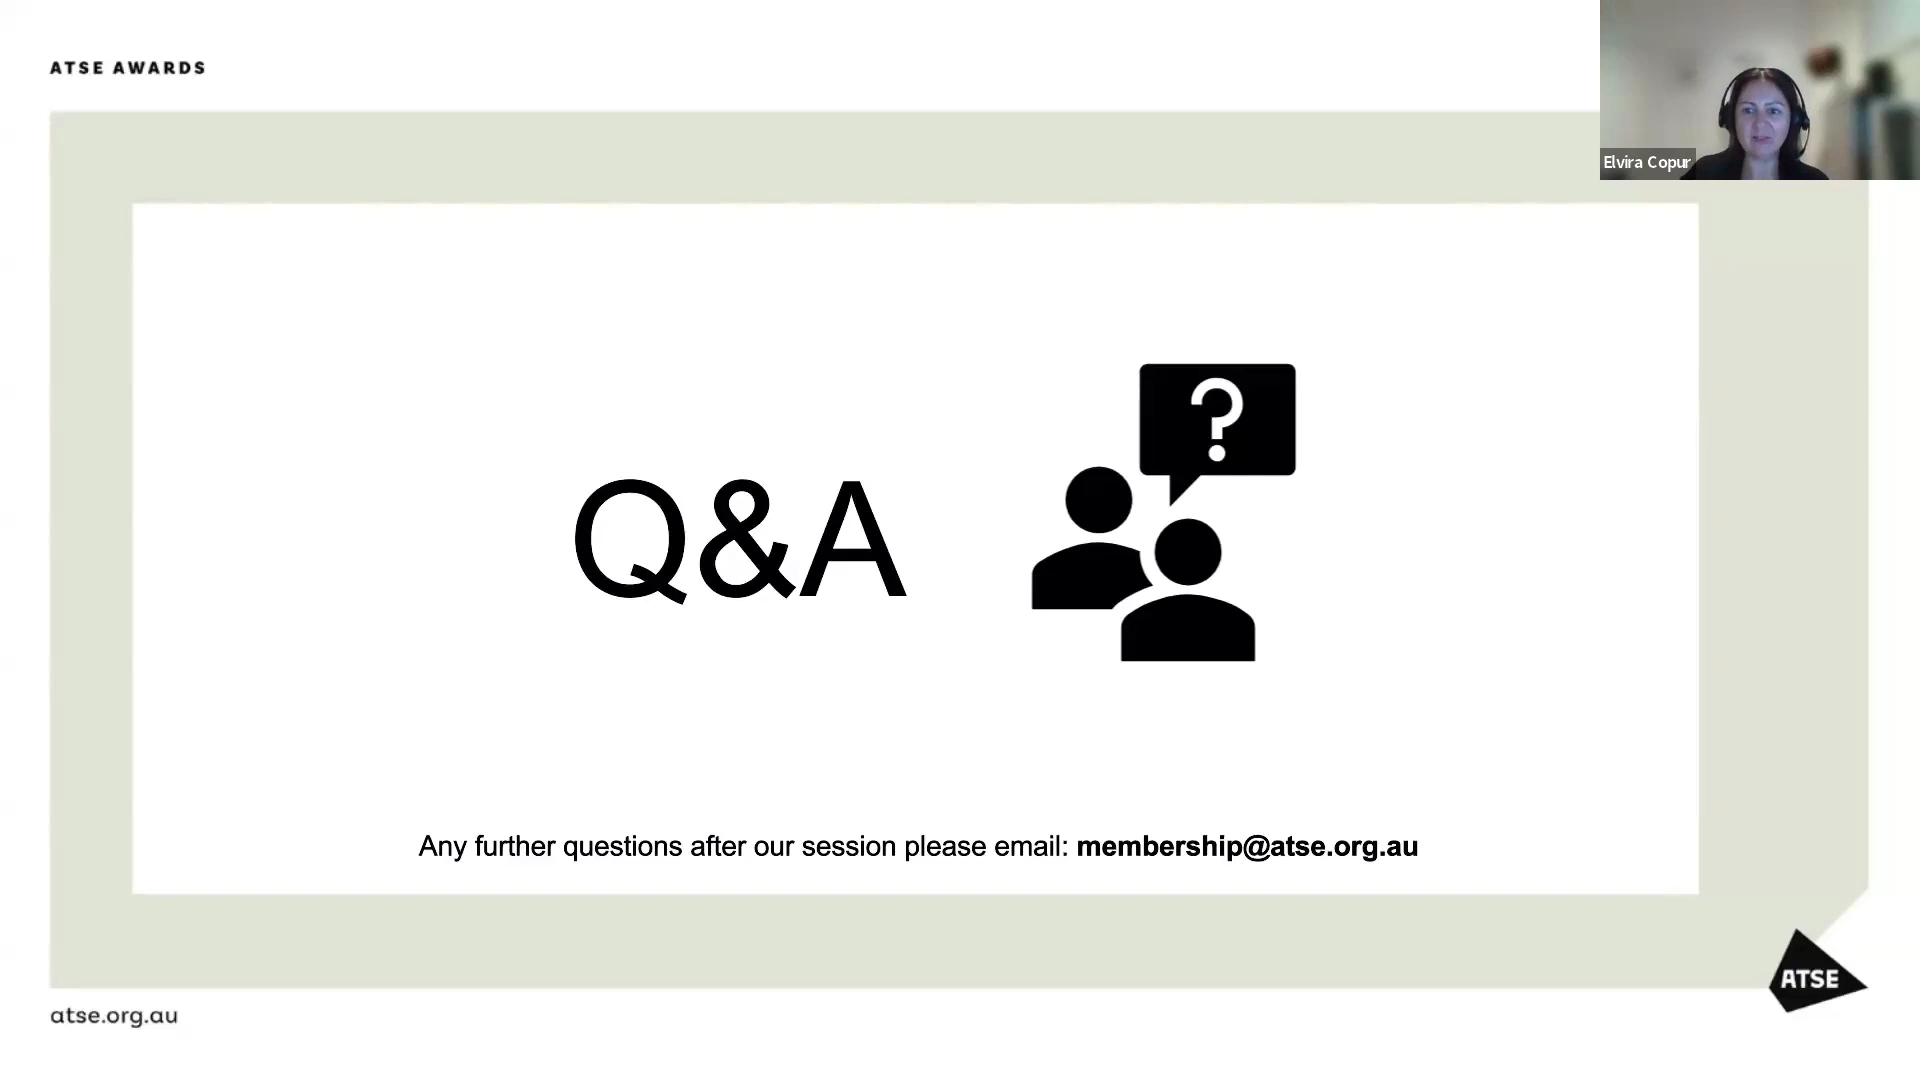 ATSE AWARDS
Elvira Copur
?
Q&A
Any further questions after our session please email: membership@atse.org.au
ATSE
atse.org.au